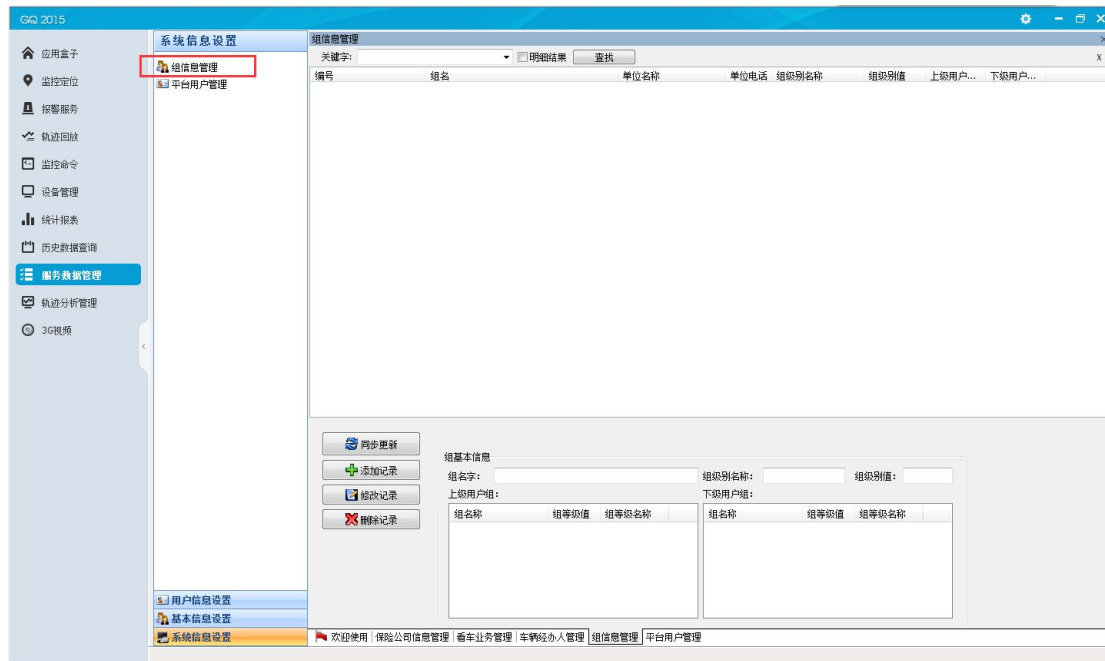 GQ 2015
应用盒子
监控定位
报警服务
轨迹回放
监控命令
设备管理
统计报表
历史数据查询
服务数据管理
轨迹分析管理
3G视频
系统信息设置
组信息管理
平台用户管理
用户信息设置
基本信息设置
系统信息设置
组信息管理
关键字: 明细结果 查找 X
编号 组名 单位名称 单位电话 组级别名称 组级别值 上级用户... 下级用户...
同步更新
添加记录
修改记录
删除记录
组基本信息
组名字: 组级别名称: 组级别值:
上级用户组: 下级用户组:
组名称 组等级值 组等级名称 组名称 组等级值 组等级名称
欢迎使用 保险公司信息管理 看车业务管理 车辆经办人管理 组信息管理 平台用户管理